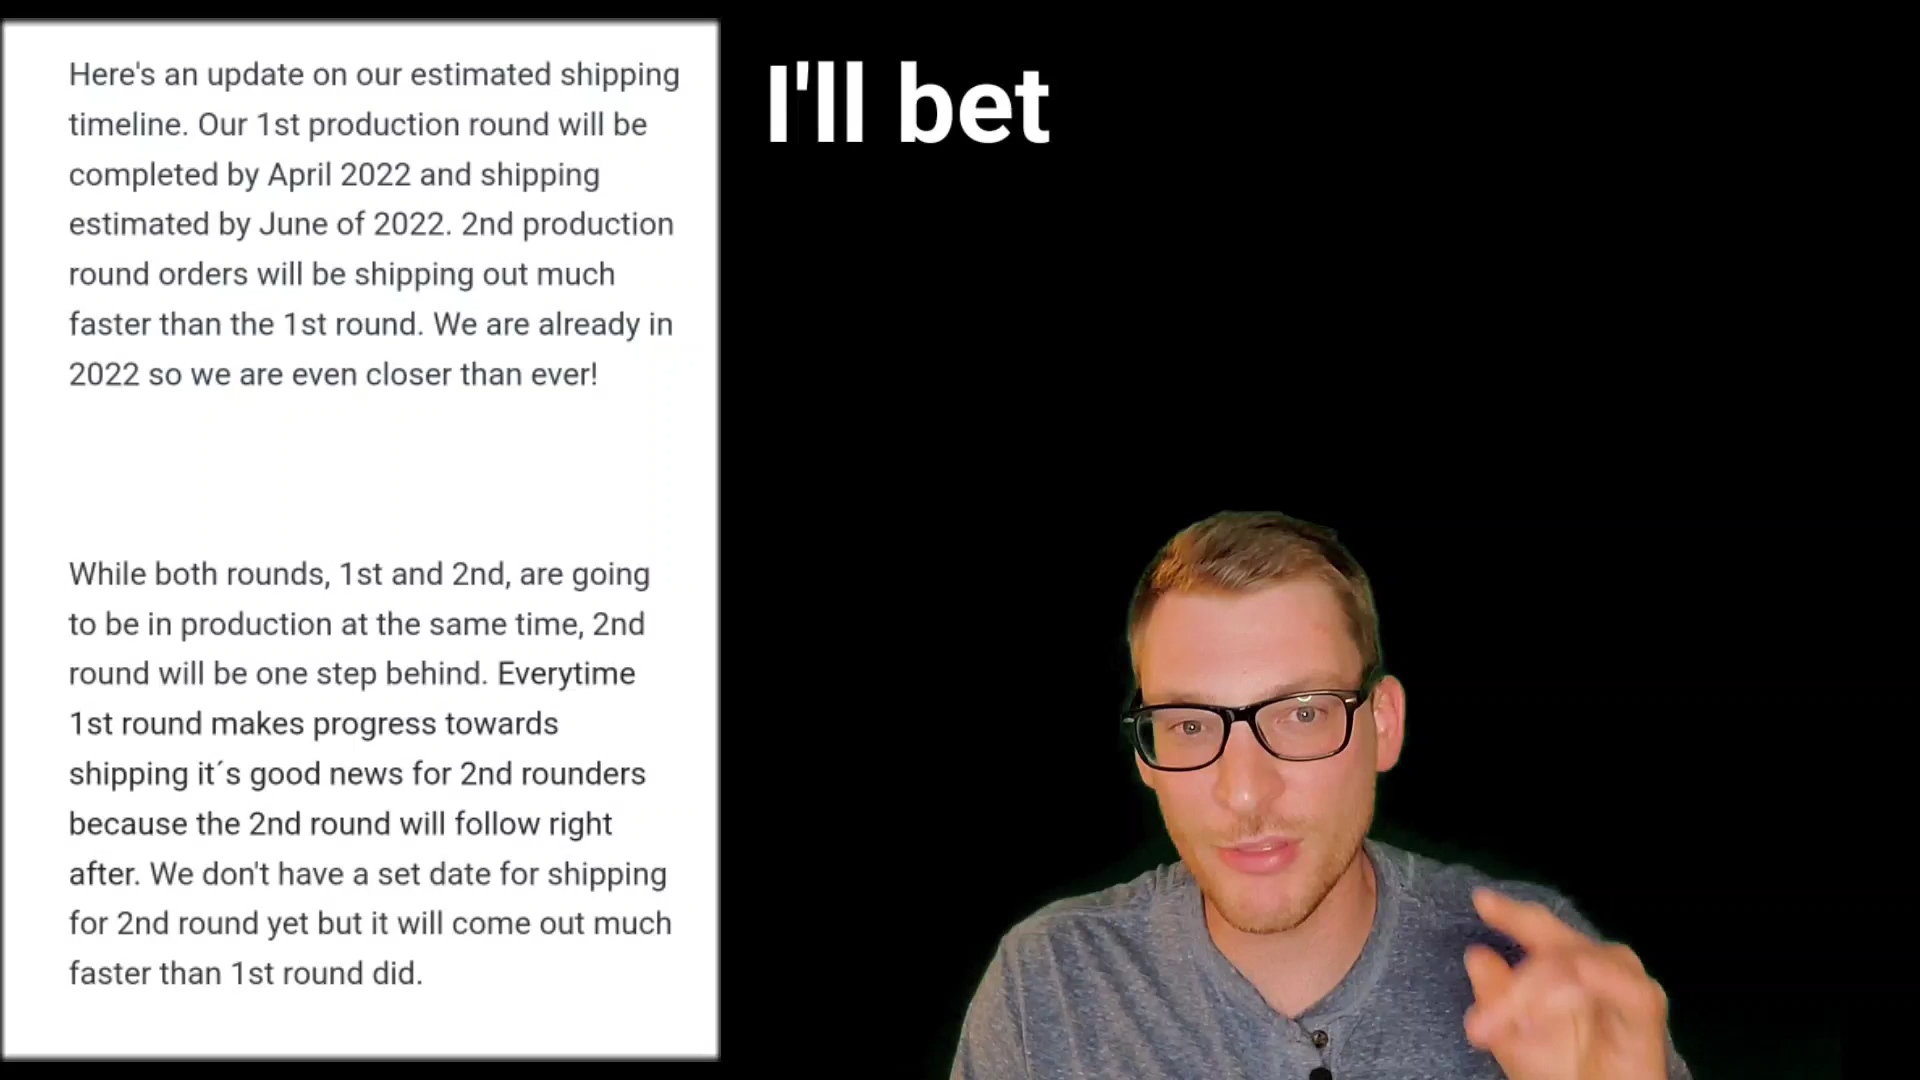 Here's an update on our estimated shipping
timeline. Our 1st production round will be
completed by April 2022 and shipping
estimated by June of 2022. 2nd production
round orders will be shipping out much
faster than the 1st round. We are already in
2022 so we are even closer than ever!
While both rounds, 1st and 2nd, are going
to be in production at the same time, 2nd
round will be one step behind. Everytime
1st round makes progress towards
shipping it´s good news for 2nd rounders
because the 2nd round will follow right
after. We don't have a set date for shipping
for 2nd round yet but it will come out much
faster than 1st round did.
I'll bet